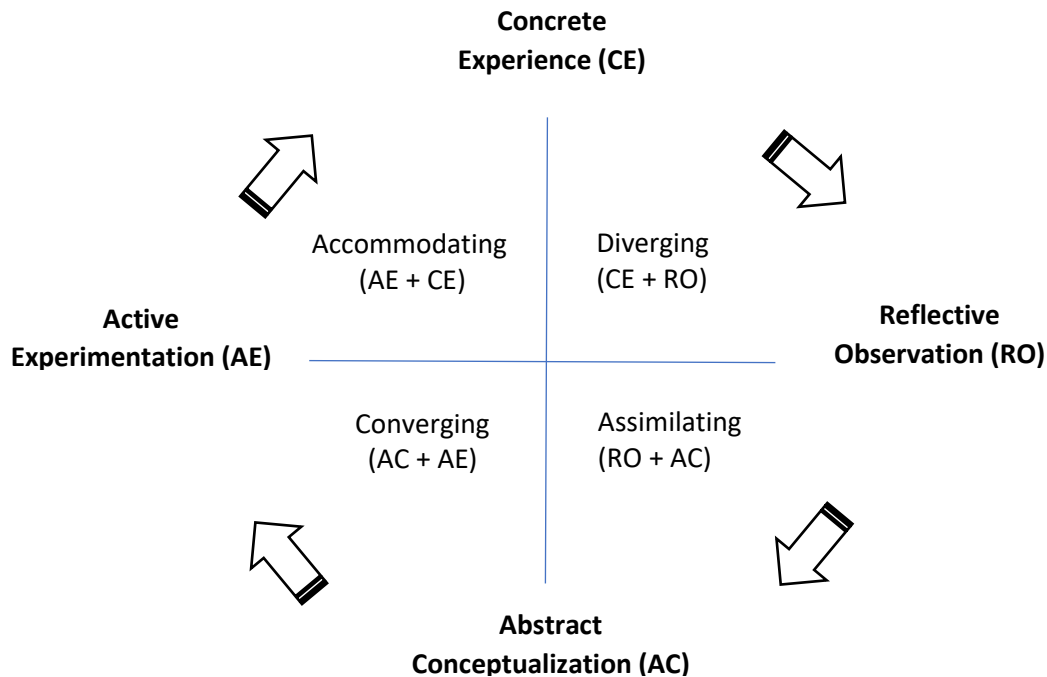 Concrete
Experience (CE)
Accommodating
(AE + CE)
Diverging
(CE + RO)
Active
Experimentation (AE)
Reflective
Observation (RO)
Converging
(AC + AE)
Assimilating
(RO + AC)
Abstract
Conceptualization (AC)